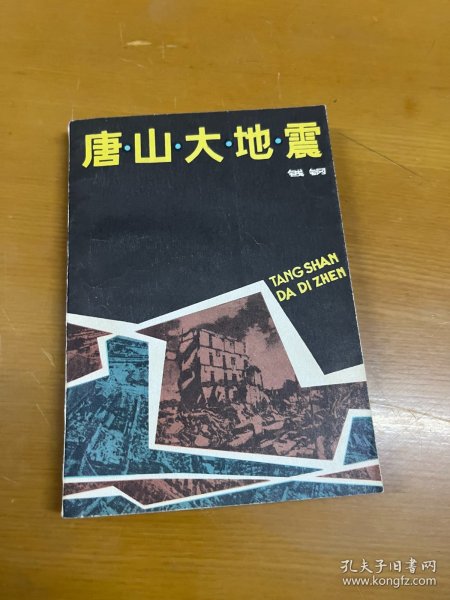 唐·山·大·地·震
钱钢
TANG SHAN
DA DI ZHEN
孔夫子旧书网
www.kongfz.com